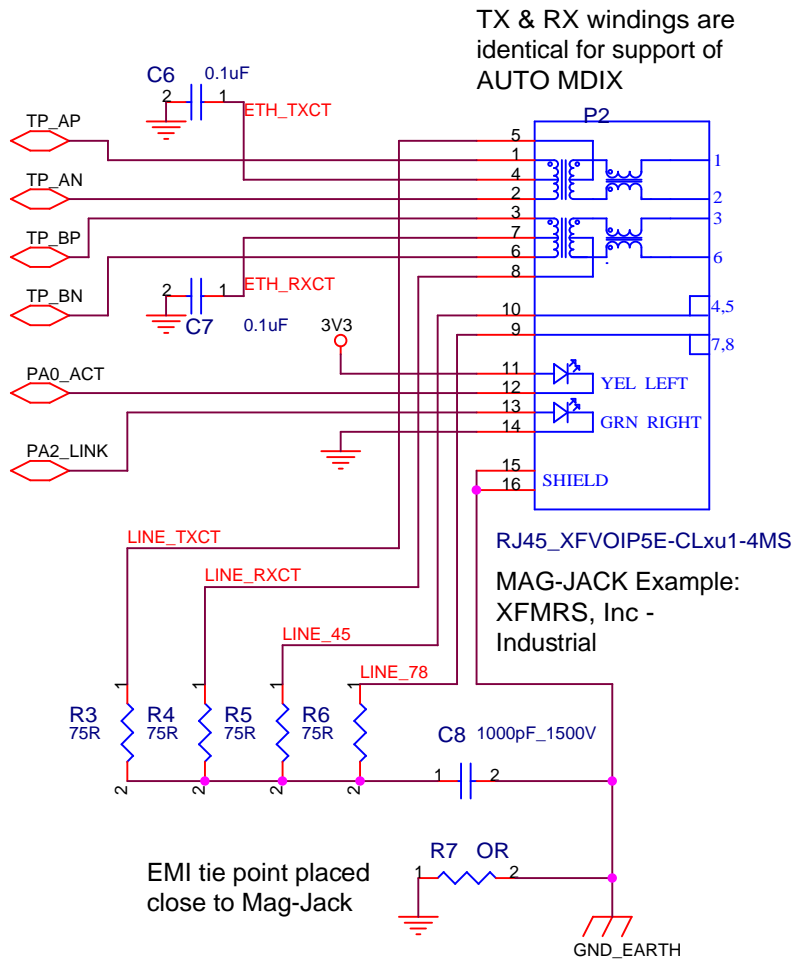 TX & RX windings are
identical for support of
AUTO MDIX
C6 0.1uF
2 1
ETH_TXCT
P2
TP_AP
5
1
1
4
TP_AN
2
2
3
3
TP_BP
7
6
6
8
ETH_RXCT
2 1
TP_BN
C7 0.1uF
3V3
10
4,5
9
7,8
PA0_ACT
11
YEL LEFT
12
13
GRN RIGHT
14
PA2_LINK
15
SHIELD
16
RJ45_XFVOIP5E-CLxu1-4MS
LINE_TXCT
LINE_RXCT
MAG-JACK Example:
XFMRS, Inc -
Industrial
LINE_45
LINE_78
1 1 1 1
R3 R4 R5 R6
75R 75R 75R 75R
C8 1000pF_1500V
1 2
2 2 2 2
EMI tie point placed
close to Mag-Jack
R7 OR
1 2
GND_EARTH